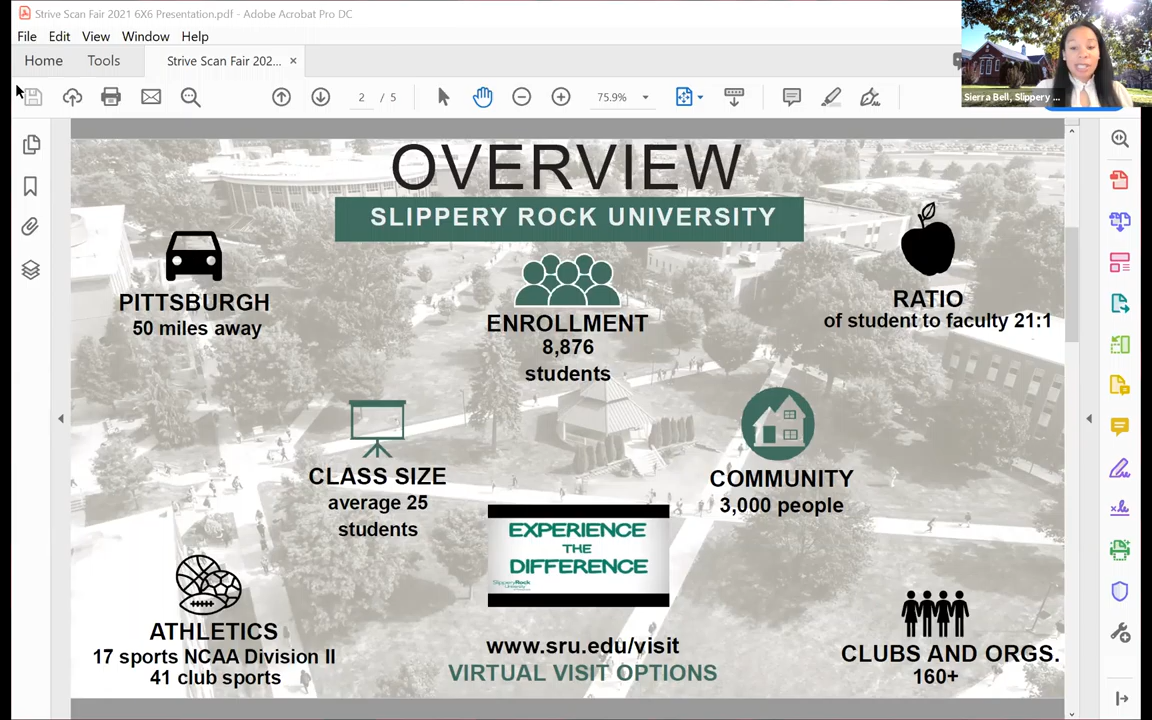 Strive Scan Fair 2021 6X6 Presentation.pdf - Adobe Acrobat Pro DC
File Edit View Window Help
Home Tools Strive Scan Fair 202... ×
2 / 5 75.9%
Sierra Bell, Slippery ...
OVERVIEW
SLIPPERY ROCK UNIVERSITY
PITTSBURGH
50 miles away
ENROLLMENT
8,876
students
RATIO
of student to faculty 21:1
CLASS SIZE
average 25
students
COMMUNITY
3,000 people
EXPERIENCE
THE
DIFFERENCE
SlipperyRock
University
ATHLETICS
17 sports NCAA Division II
41 club sports
www.sru.edu/visit
VIRTUAL VISIT OPTIONS
CLUBS AND ORGS.
160+